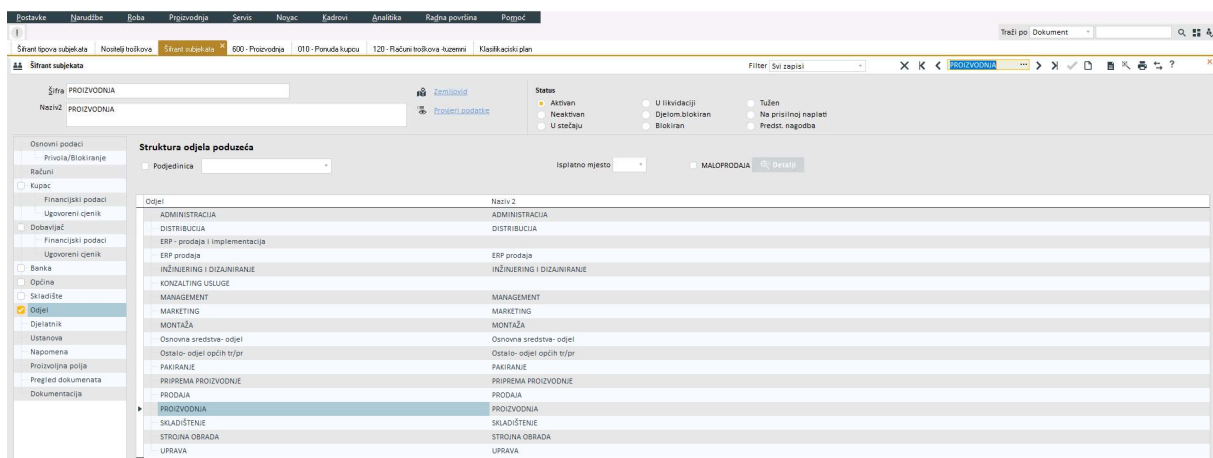 Postavke Narudžbe Roba Proizvodnja Servis Novac Kadrovi Analitika Radna površina Pomoć
Traži po Dokument
Šifrant tipova subjekata Nositelji troškova Šifrant subjekata 600 - Proizvodnja 010 - Ponuda kupcu 120 - Računi troškova -tuzemni Klasifikacijski plan
Šifrant subjekata Filter Svi zapisi PROIZVODNJA ?
Šifra PROIZVODNJA Zemljovid Status
Naziv2 PROIZVODNJA Provjeri podatke Aktivan U likvidaciji Tužen
Neaktivan Djelom.blokiran Na prisilnoj naplati
U stečaju Blokiran Predst. nagodba
Osnovni podaci
Privola/Blokiranje
Računi
Kupac
Financijski podaci
Ugovoreni cjenik
Dobavljač
Financijski podaci
Ugovoreni cjenik
Banka
Općina
Skladište
Odjel
Djelatnik
Ustanova
Napomena
Proizvoljna polja
Pregled dokumenata
Dokumentacija
Struktura odjela poduzeća
Podjedinica Isplatno mjesto MALOPRODAJA Detalji
Odjel Naziv 2
ADMINISTRACIJA ADMINISTRACIJA
DISTRIBUCIJA DISTRIBUCIJA
ERP - prodaja i implementacija
ERP prodaja ERP prodaja
INŽINJERING I DIZAJNIRANJE INŽINJERING I DIZAJNIRANJE
KONZALTING USLUGE
MANAGEMENT MANAGEMENT
MARKETING MARKETING
MONTAŽA MONTAŽA
Osnovna sredstva- odjel Osnovna sredstva- odjel
Ostalo- odjel općih tr/pr Ostalo- odjel općih tr/pr
PAKIRANJE PAKIRANJE
PRIPREMA PROIZVODNJE PRIPREMA PROIZVODNJE
PRODAJA PRODAJA
PROIZVODNJA PROIZVODNJA
SKLADIŠTENJE SKLADIŠTENJE
STROJNA OBRADA STROJNA OBRADA
UPRAVA UPRAVA